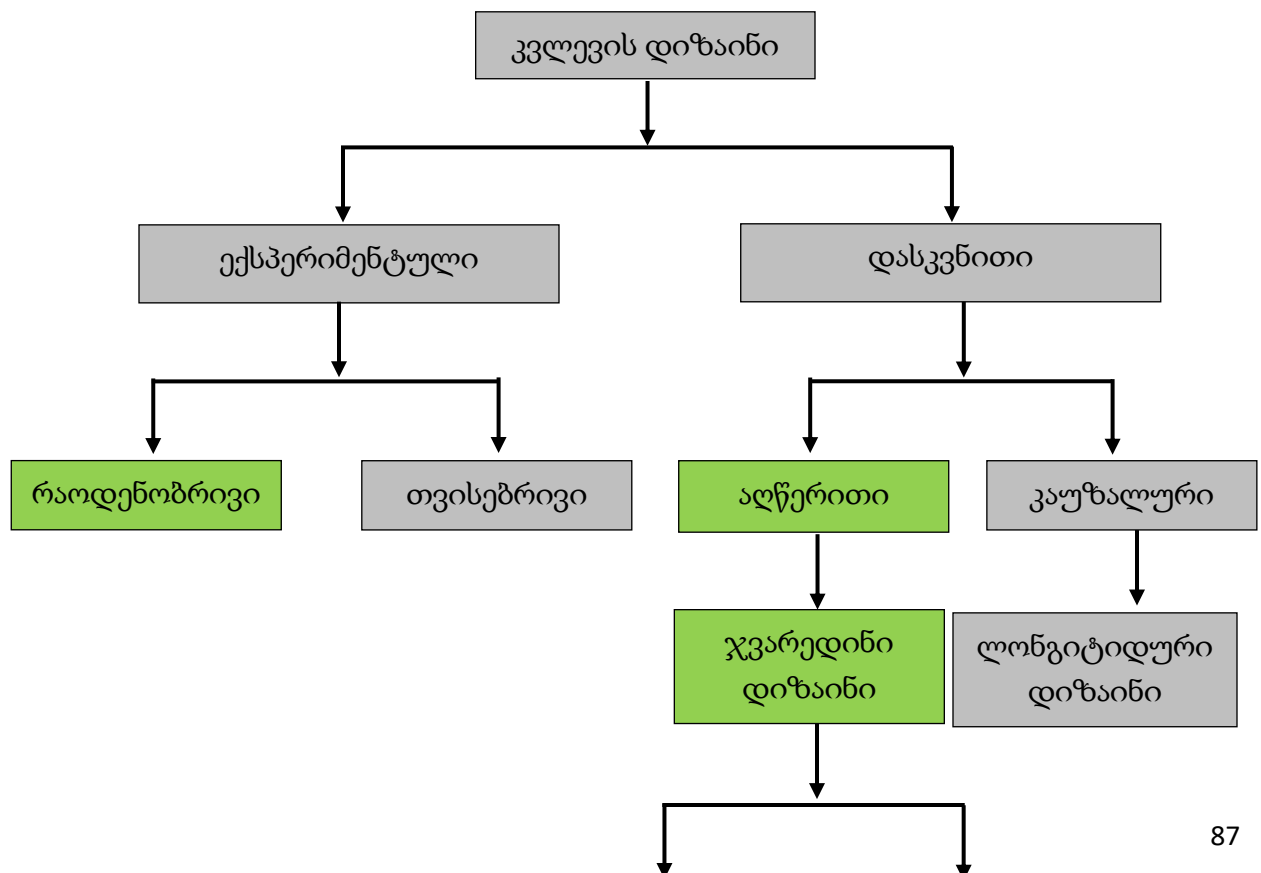 კვლევის დიზაინი
ექსპერიმენტული
დასკვნითი
რაოდენობრივი
თვისებრივი
აღწერითი
კაუზალური
ჯვარედინი
დიზაინი
ლონგიტიდური
დიზაინი
87